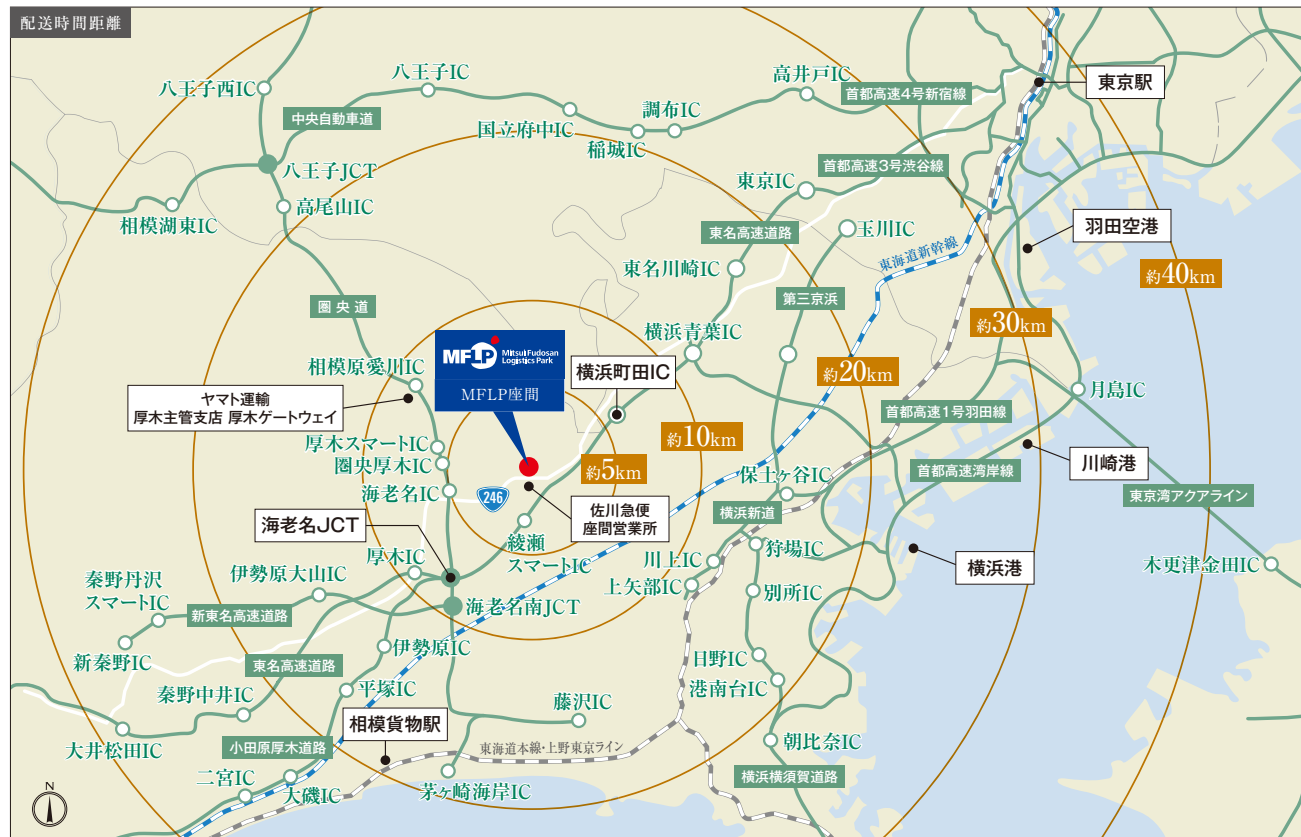 配送時間距離
八王子西IC
八王子IC
高井戸IC
首都高速4号新宿線
東京駅
中央自動車道
国立府中IC
調布IC
稲城IC
八王子JCT
首都高速3号渋谷線
東京IC
相模湖東IC
高尾山IC
玉川IC
東名高速道路
東海道新幹線
羽田空港
東名川崎IC
約40km
圏央道
第三京浜
約30km
横浜青葉IC
MFLP
Mitsui Fudosan
Logistics Park
MFLP座間
相模原愛川IC
横浜町田IC
約20km
月島IC
ヤマト運輸
厚木主管支店 厚木ゲートウェイ
首都高速1号羽田線
約10km
厚木スマートIC
圏央厚木IC
約5km
川崎港
首都高速湾岸線
保土ヶ谷IC
海老名IC
246
東京湾アクアライン
佐川急便
座間営業所
横浜新道
海老名JCT
綾瀬
スマートIC
狩場IC
川上IC
横浜港
厚木IC
木更津金田IC
伊勢原大山IC
上矢部IC
別所IC
秦野丹沢
スマートIC
新東名高速道路
海老名南JCT
新秦野IC
伊勢原IC
日野IC
東名高速道路
港南台IC
平塚IC
秦野中井IC
藤沢IC
相模貨物駅
大井松田IC
小田原厚木道路
東海道本線・上野東京ライン
朝比奈IC
二宮IC
大磯IC
茅ヶ崎海岸IC
横浜横須賀道路
N